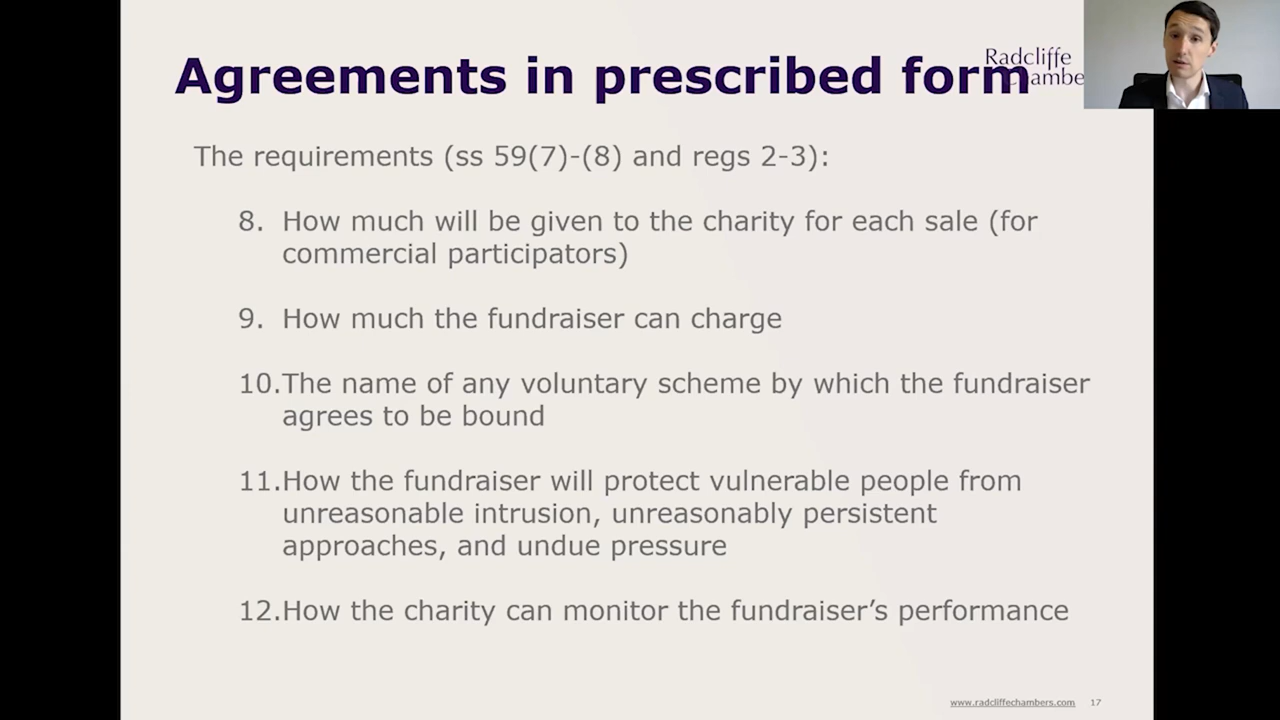 Agreements in prescribed form
Radcliffe
Chambe
The requirements (ss 59(7)-(8) and regs 2-3):
8. How much will be given to the charity for each sale (for
commercial participators)
9. How much the fundraiser can charge
10.The name of any voluntary scheme by which the fundraiser
agrees to be bound
11.How the fundraiser will protect vulnerable people from
unreasonable intrusion, unreasonably persistent
approaches, and undue pressure
12.How the charity can monitor the fundraiser’s performance
www.radcliffechambers.com 17